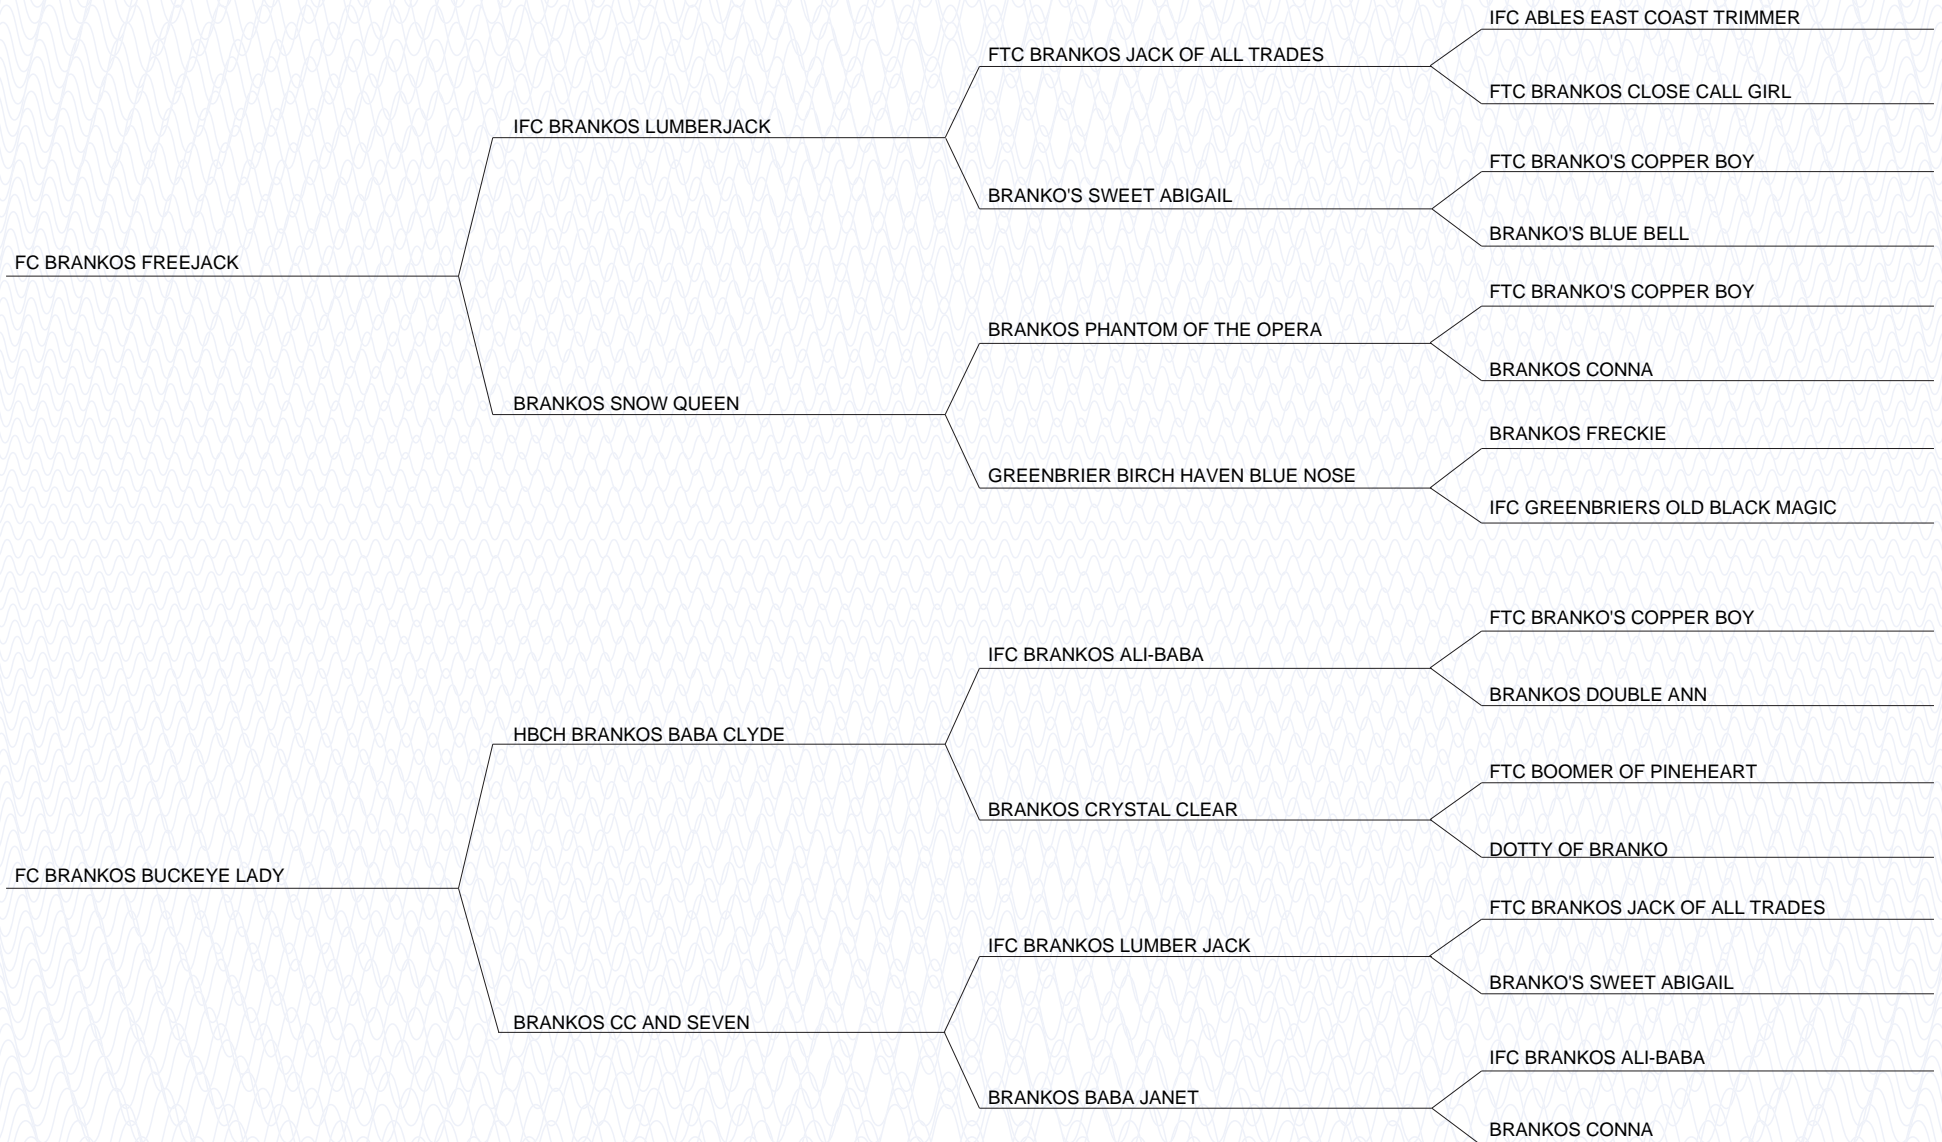 IFC ABLES EAST COAST TRIMMER
FTC BRANKOS JACK OF ALL TRADES
FTC BRANKOS CLOSE CALL GIRL
IFC BRANKOS LUMBERJACK
FTC BRANKO'S COPPER BOY
BRANKO'S SWEET ABIGAIL
BRANKO'S BLUE BELL
FC BRANKOS FREEJACK
FTC BRANKO'S COPPER BOY
BRANKOS PHANTOM OF THE OPERA
BRANKOS CONNA
BRANKOS SNOW QUEEN
BRANKOS FRECKIE
GREENBRIER BIRCH HAVEN BLUE NOSE
IFC GREENBRIERS OLD BLACK MAGIC
FTC BRANKO'S COPPER BOY
IFC BRANKOS ALI-BABA
BRANKOS DOUBLE ANN
HBCH BRANKOS BABA CLYDE
FTC BOOMER OF PINEHEART
BRANKOS CRYSTAL CLEAR
DOTTY OF BRANKO
FC BRANKOS BUCKEYE LADY
FTC BRANKOS JACK OF ALL TRADES
IFC BRANKOS LUMBER JACK
BRANKO'S SWEET ABIGAIL
BRANKOS CC AND SEVEN
IFC BRANKOS ALI-BABA
BRANKOS BABA JANET
BRANKOS CONNA